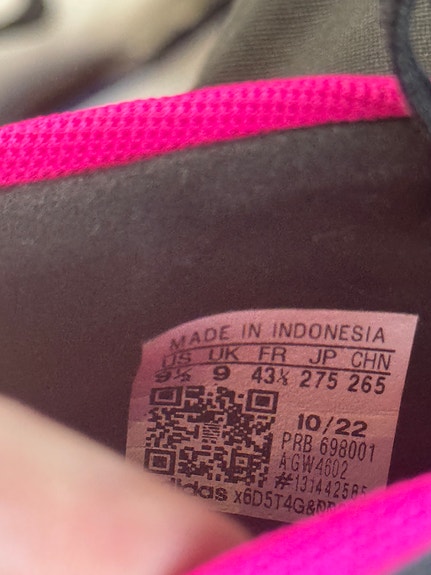 MADE IN INDONESIA
US UK FR JP CHN
9½ 9 43⅓ 275 265
10/22
PRB 698001
AGW4602
#131442585
adidas